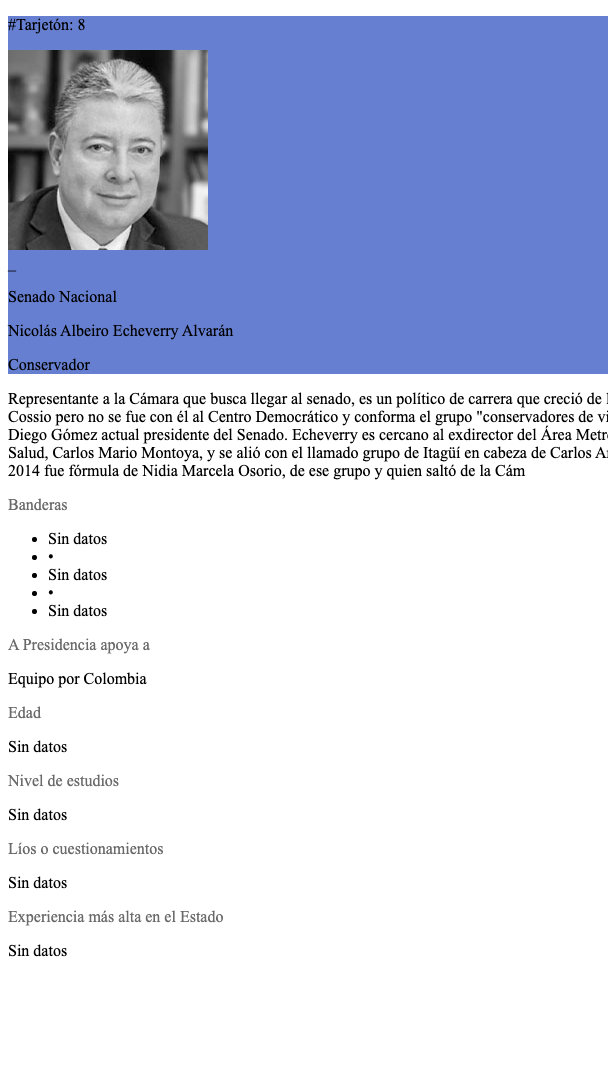 #Tarjetón: 8
_
Senado Nacional
Nicolás Albeiro Echeverry Alvarán
Conservador
Representante a la Cámara que busca llegar al senado, es un político de carrera que creció de
Cossio pero no se fue con él al Centro Democrático y conforma el grupo "conservadores de
Diego Gómez actual presidente del Senado. Echeverry es cercano al exdirector del Área
Salud, Carlos Mario Montoya, y se alió con el llamado grupo de Itagüí en cabeza de Carlos
2014 fue fórmula de Nidia Marcela Osorio, de ese grupo y quien saltó de la Cám
Banderas
• Sin datos
• •
• Sin datos
• •
• Sin datos
A Presidencia apoya a
Equipo por Colombia
Edad
Sin datos
Nivel de estudios
Sin datos
Líos o cuestionamientos
Sin datos
Experiencia más alta en el Estado
Sin datos